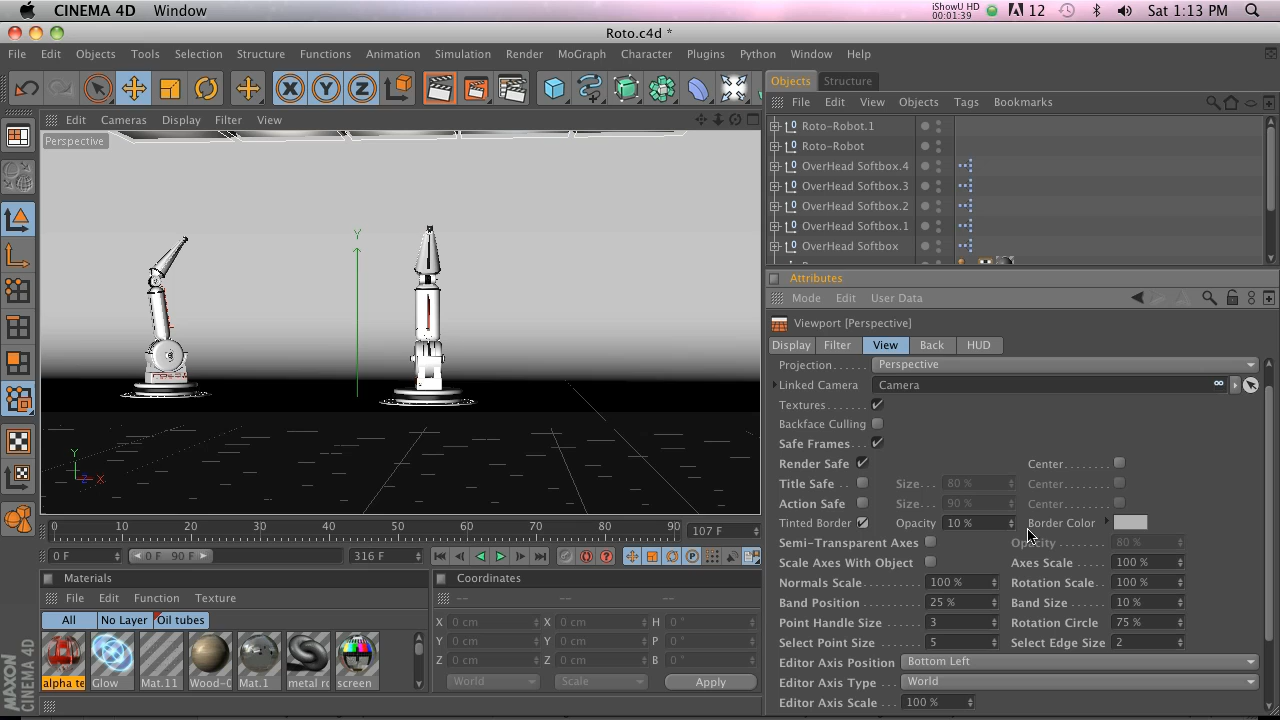 CINEMA 4D Window
iShowU HD
00:01:39
12
Sat 1:13 PM
Roto.c4d *
File Edit Objects Tools Selection Structure Functions Animation Simulation Render MoGraph Character Plugins Python Window Help
Objects Structure
Edit Cameras Display Filter View
File Edit View Objects Tags Bookmarks
Perspective
Roto-Robot.1
Roto-Robot
OverHead Softbox.4
OverHead Softbox.3
OverHead Softbox.2
OverHead Softbox.1
OverHead Softbox
Attributes
Mode Edit User Data
Viewport [Perspective]
Display Filter View Back HUD
Projection Perspective
Linked Camera Camera
Textures
Backface Culling
Safe Frames
Render Safe Center
Title Safe Size 80 % Center
Action Safe Size 90 % Center
Tinted Border Opacity 10 % Border Color
Semi-Transparent Axes Opacity 80 %
Scale Axes With Object Axes Scale 100 %
Normals Scale 100 % Rotation Scale 100 %
Band Position 25 % Band Size 10 %
Point Handle Size 3 Rotation Circle 75 %
Select Point Size 5 Select Edge Size 2
Editor Axis Position Bottom Left
Editor Axis Type World
Editor Axis Scale 100 %
Y
Y
Z X
0 10 20 30 40 50 60 70 80 90 107 F
0 F 0 F 90 F 316 F
Materials
File Edit Function Texture
All No Layer Oil tubes
alpha te Glow Mat.11 Wood-0 Mat.1 metal ro screen
Coordinates
-- -- --
X 0 cm X 0 cm H 0 °
Y 0 cm Y 0 cm P 0 °
Z 0 cm Z 0 cm B 0 °
World Scale Apply
MAXON
CINEMA 4D